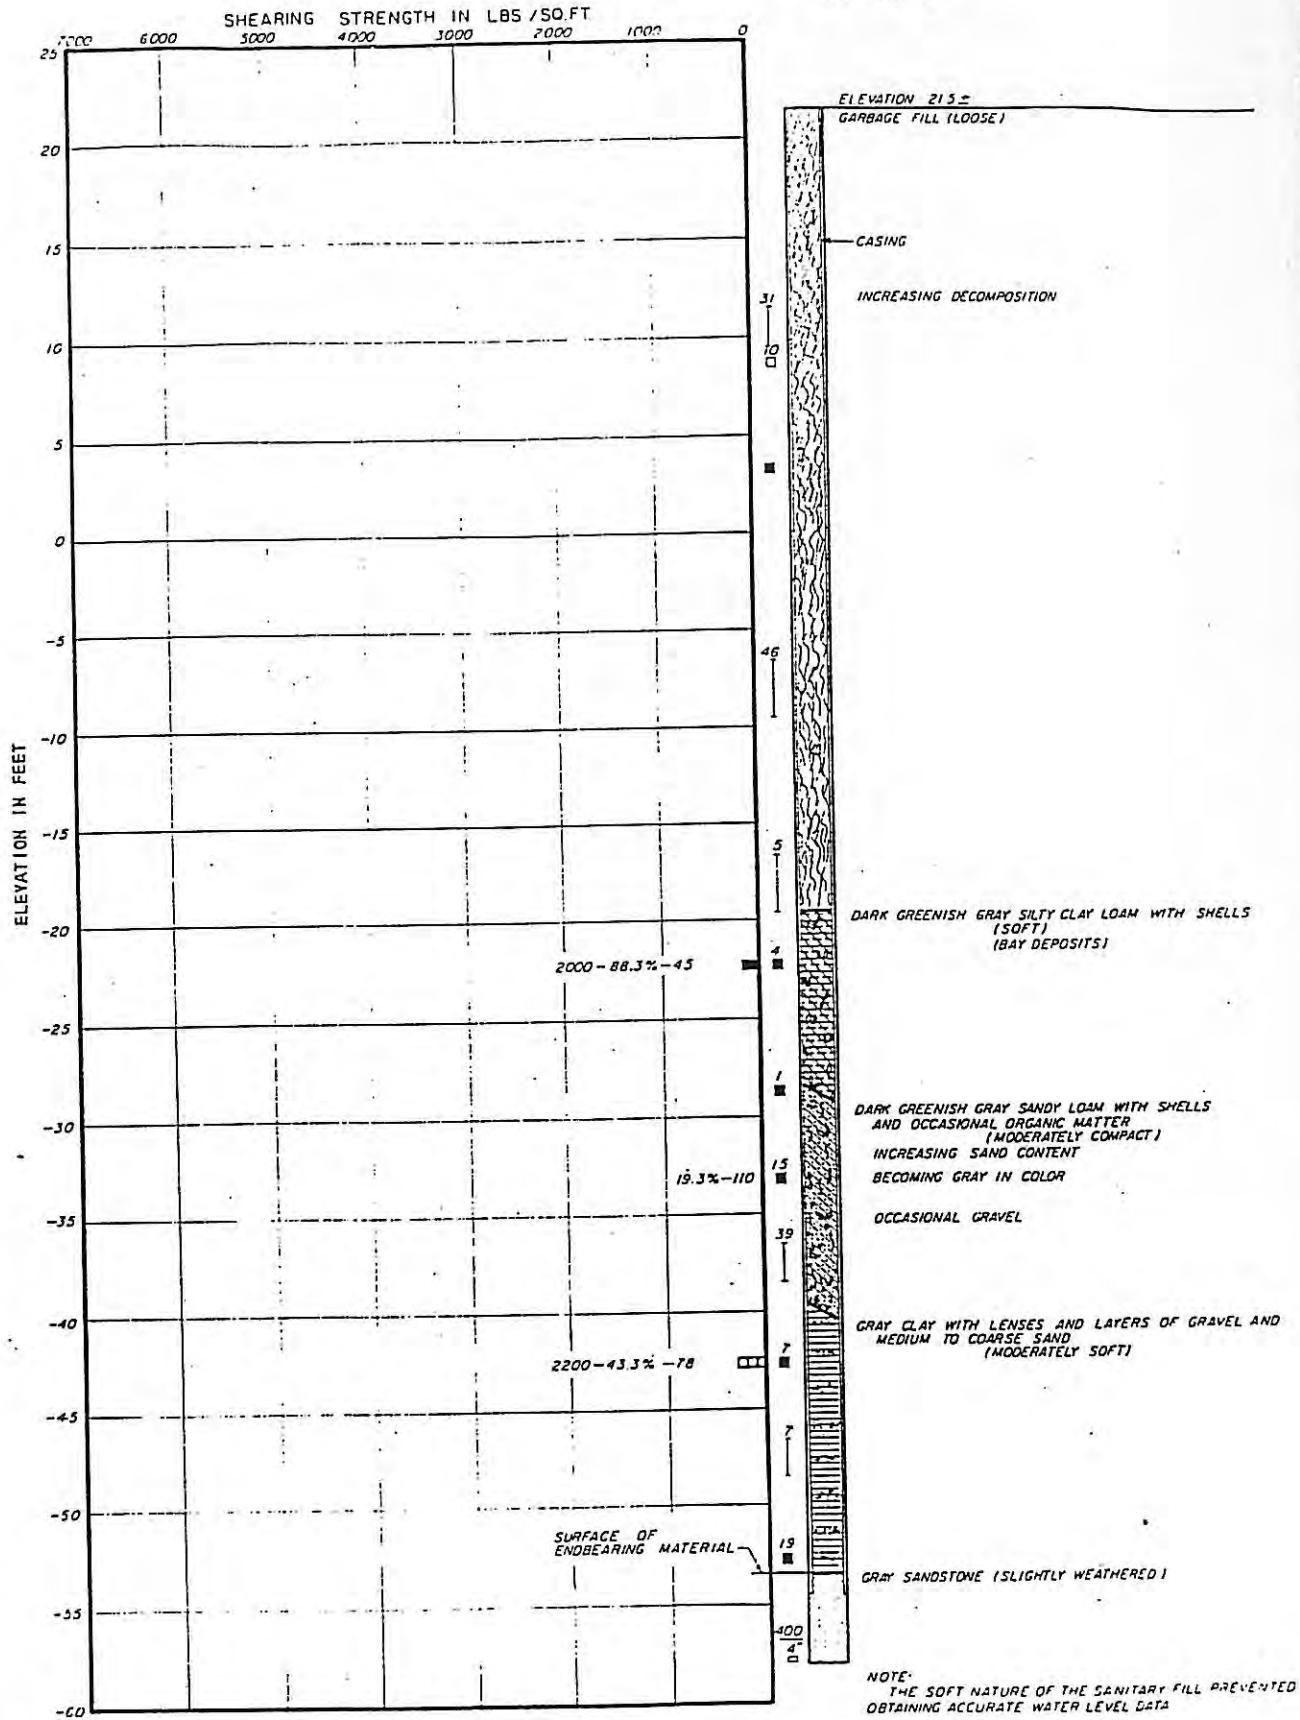 SHEARING STRENGTH IN LBS /SQ.FT.
7000 6000 5000 4000 3000 2000 1000 0
25
ELEVATION 21.5±
GARBAGE FILL (LOOSE)
20
15
CASING
INCREASING DECOMPOSITION
31
10
10
5
0
-5
46
-10
ELEVATION IN FEET
-15
5
DARK GREENISH GRAY SILTY CLAY LOAM WITH SHELLS
(SOFT)
(BAY DEPOSITS)
-20
2000-88.3%-45
4
-25
1
DARK GREENISH GRAY SANDY LOAM WITH SHELLS
AND OCCASIONAL ORGANIC MATTER
(MODERATELY COMPACT)
-30
INCREASING SAND CONTENT
19.3%-110
15
BECOMING GRAY IN COLOR
-35
OCCASIONAL GRAVEL
39
-40
GRAY CLAY WITH LENSES AND LAYERS OF GRAVEL AND
MEDIUM TO COARSE SAND
(MODERATELY SOFT)
2200-43.3%-78
7
-45
7
-50
SURFACE OF
ENDBEARING MATERIAL
19
GRAY SANDSTONE (SLIGHTLY WEATHERED)
-55
400
4"
-60
NOTE:
THE SOFT NATURE OF THE SANITARY FILL PREVENTED
OBTAINING ACCURATE WATER LEVEL DATA